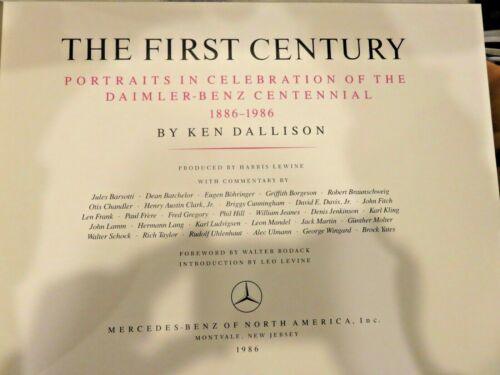 THE FIRST CENTURY
PORTRAITS IN CELEBRATION OF THE
DAIMLER-BENZ CENTENNIAL
1886-1986
BY KEN DALLISON
PRODUCED BY HARRIS LEWINE
WITH COMMENTARY BY
Jules Barsotti · Dean Batchelor · Eugen Böhringer · Griffith Borgeson · Robert Braunschweig
Otis Chandler · Henry Austin Clark, Jr. · Briggs Cunningham · David E. Davis, Jr. · John Fitch
Len Frank · Paul Frère · Fred Gregory · Phil Hill · William Jeanes · Denis Jenkinson · Karl Kling
John Lamm · Hermann Lang · Karl Ludvigsen · Leon Mandel · Jack Martin · Günther Molter
Walter Schock · Rich Taylor · Rudolf Uhlenhaut · Alec Ulmann · George Wingard · Brock Yates
FOREWORD BY WALTER BODACK
INTRODUCTION BY LEO LEVINE
MERCEDES-BENZ OF NORTH AMERICA, Inc.
MONTVALE, NEW JERSEY
1986